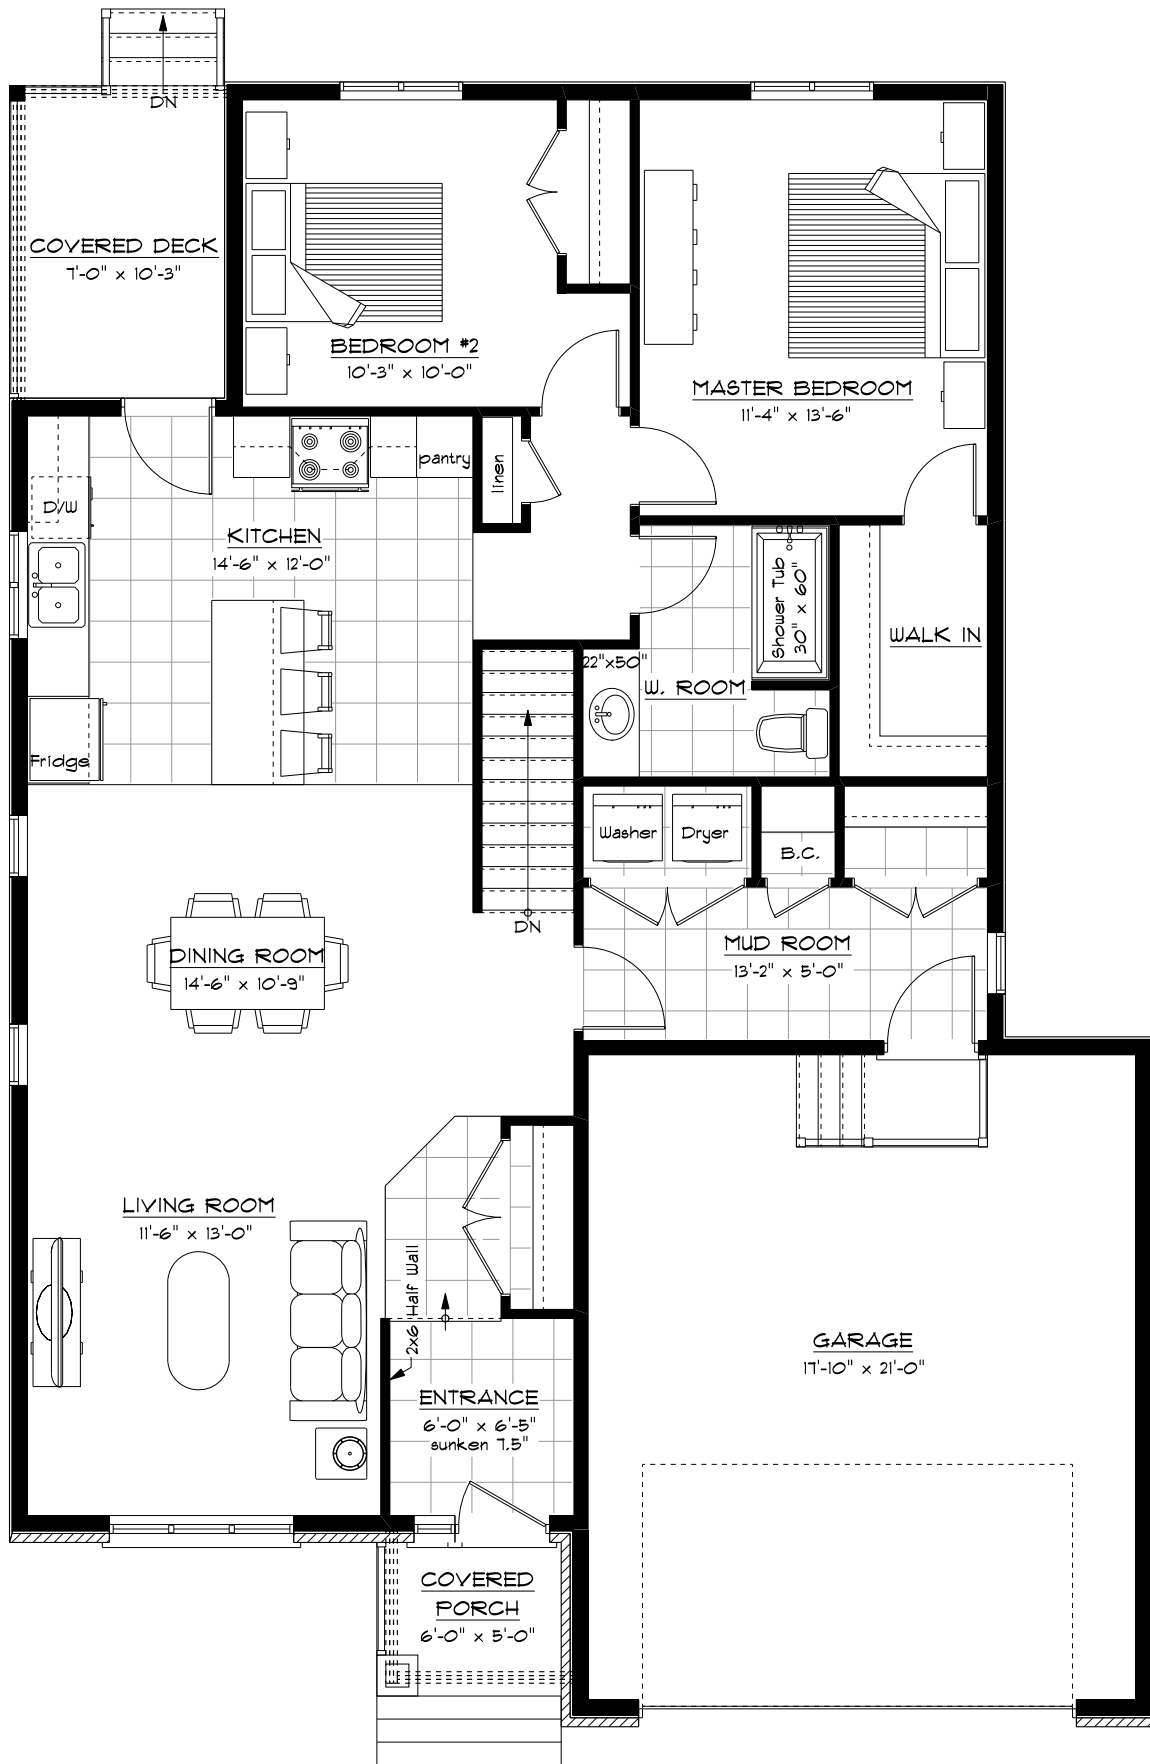 DN
COVERED DECK
7'-0" x 10'-3"
BEDROOM #2
10'-3" x 10'-0"
MASTER BEDROOM
11'-4" x 13'-6"
pantry
linen
D/W
KITCHEN
14'-6" x 12'-0"
Shower Tub
30" x 60"
WALK IN
22"x50"
W. ROOM
Fridge
Washer
Dryer
B.C.
DN
MUD ROOM
13'-2" x 5'-0"
DINING ROOM
14'-6" x 10'-9"
LIVING ROOM
11'-6" x 13'-0"
2x6 Half Wall
GARAGE
17'-10" x 21'-0"
ENTRANCE
6'-0" x 6'-5"
sunken 7.5"
COVERED
PORCH
6'-0" x 5'-0"